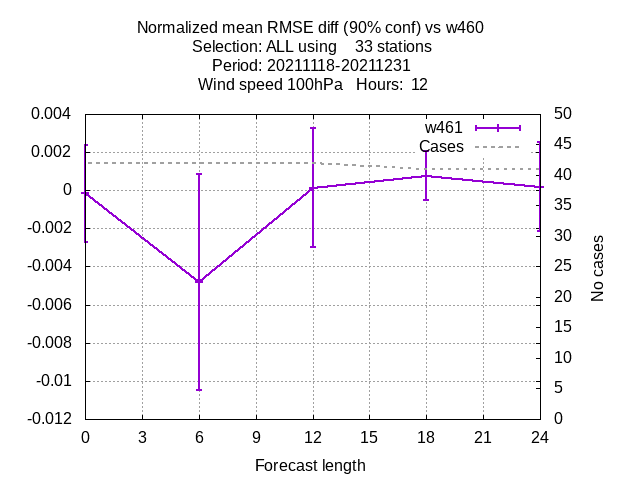 Normalized mean RMSE diff (90% conf) vs w460
Selection: ALL using    33 stations
Period: 20211118-20211231
Wind speed 100hPa   Hours:  12
0.004
0.002
0
-0.002
-0.004
-0.006
-0.008
-0.01
-0.012
w461
Cases
50
45
40
35
30
25
20
15
10
5
0
No cases
0 3 6 9 12 15 18 21 24
Forecast length